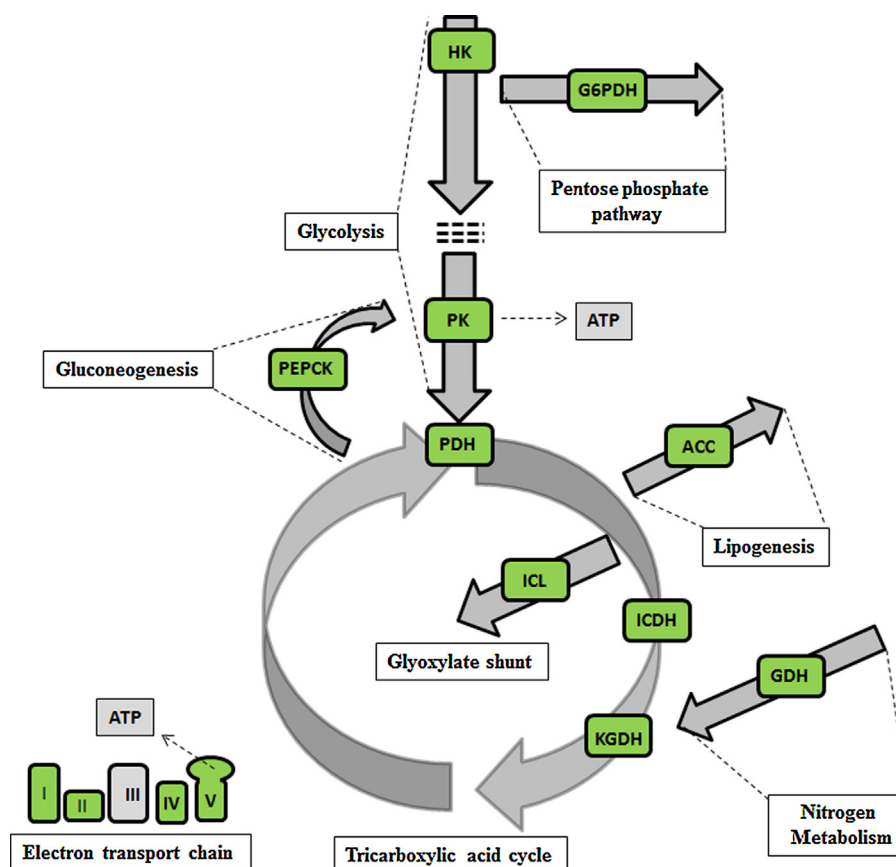 HK
G6PDH
Pentose phosphate
pathway
Glycolysis
PK
ATP
PEPCK
Gluconeogenesis
PDH
ACC
Lipogenesis
ICL
ICDH
Glyoxylate shunt
GDH
KGDH
ATP
I
II
III
IV
V
Electron transport chain
Tricarboxylic acid cycle
Nitrogen
Metabolism